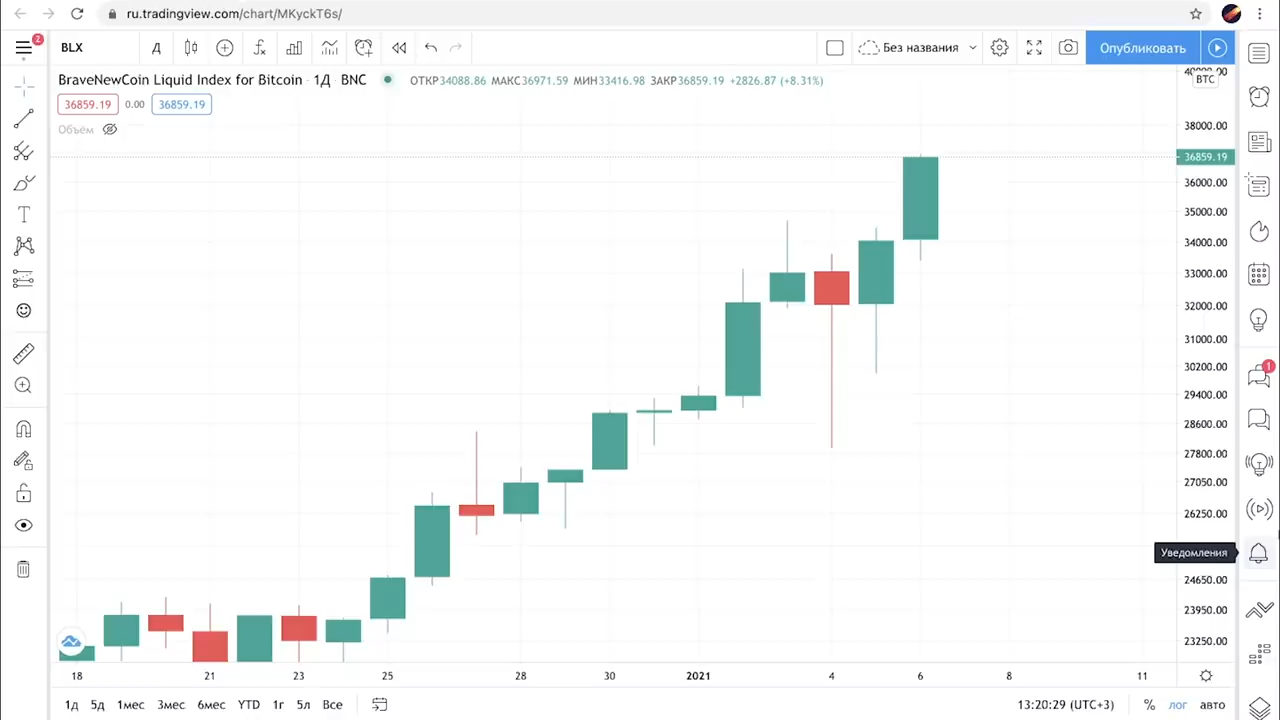 ru.tradingview.com/chart/MKyckT6s/
2
BLX
Д
Без названия
Опубликовать
BraveNewCoin Liquid Index for Bitcoin · 1Д BNC
ОТКР34088.86 МАКС36971.59 МИН33416.98 ЗАКР36859.19 +2826.87 (+8.31%)
40000.00
BTC
36859.19 0.00 36859.19
Объём
38000.00
36859.19
36000.00
35000.00
34000.00
33000.00
32000.00
31000.00
30200.00
1
29400.00
28600.00
27800.00
27050.00
26250.00
Уведомления
24650.00
23950.00
23250.00
18 21 23 25 28 30 2021 4 6 8 11
1д 5д 1мес 3мес 6мес YTD 1г 5л Все
13:20:29 (UTC+3) % лог авто